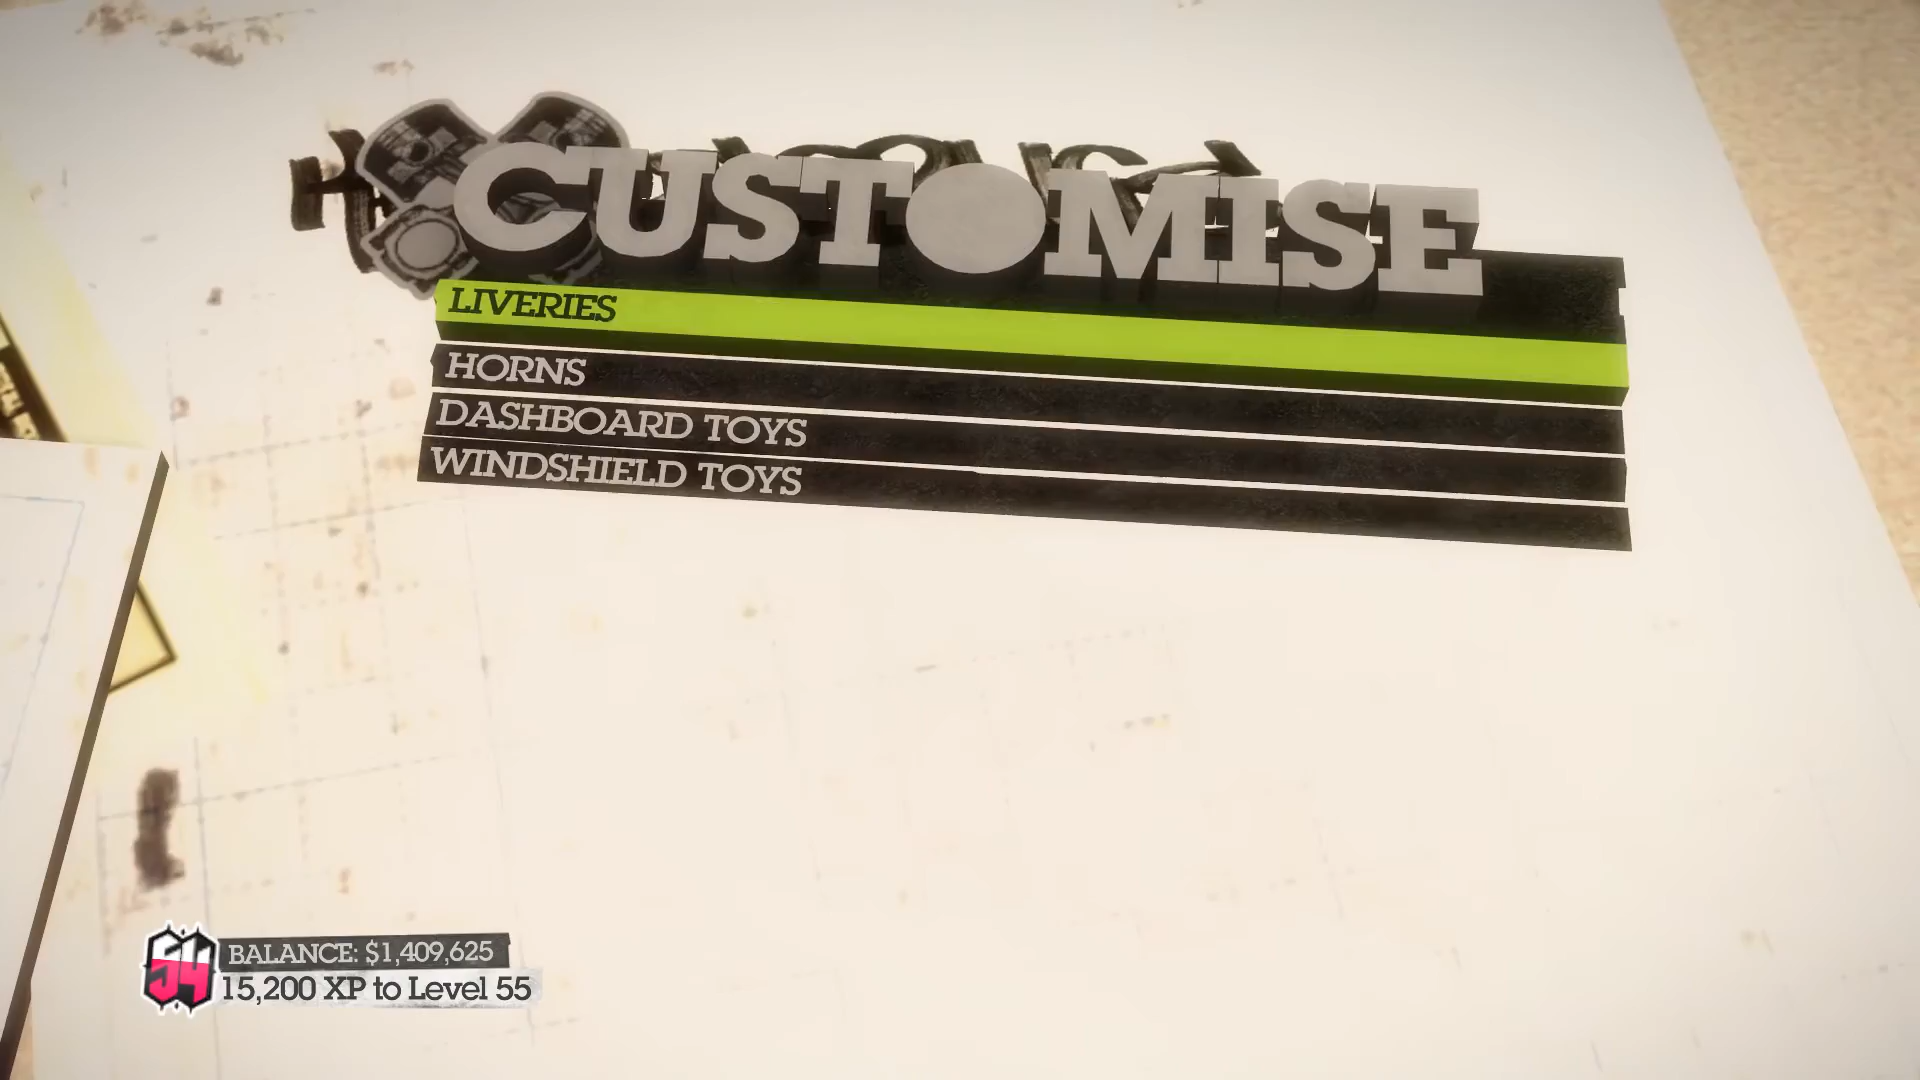 CUSTOMISE
LIVERIES
HORNS
DASHBOARD TOYS
WINDSHIELD TOYS
54
BALANCE: $1,409,625
15,200 XP to Level 55